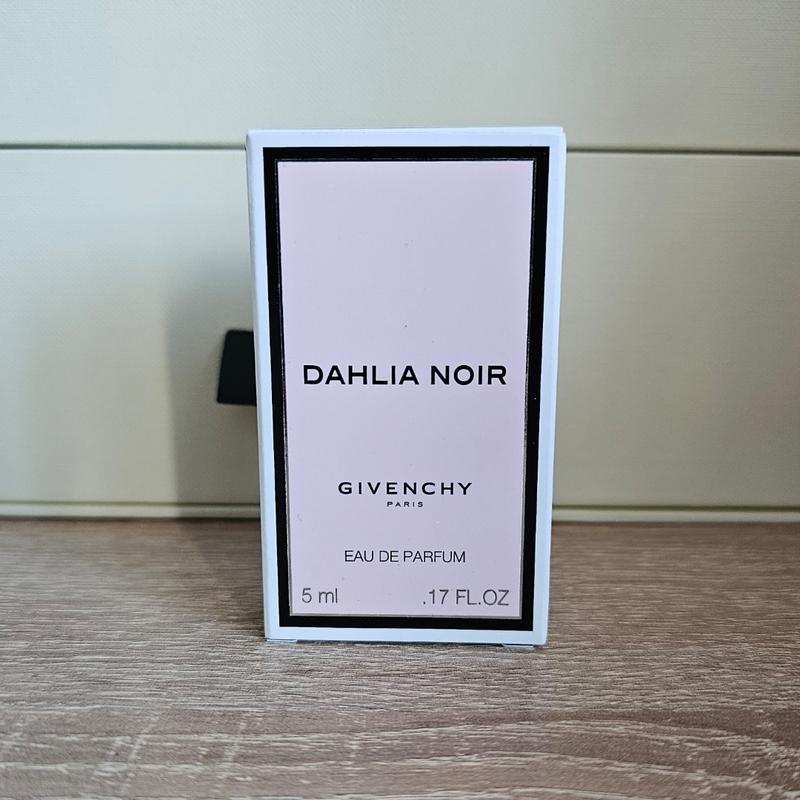 DAHLIA NOIR
GIVENCHY
PARIS
EAU DE PARFUM
5 ml .17 FL.OZ